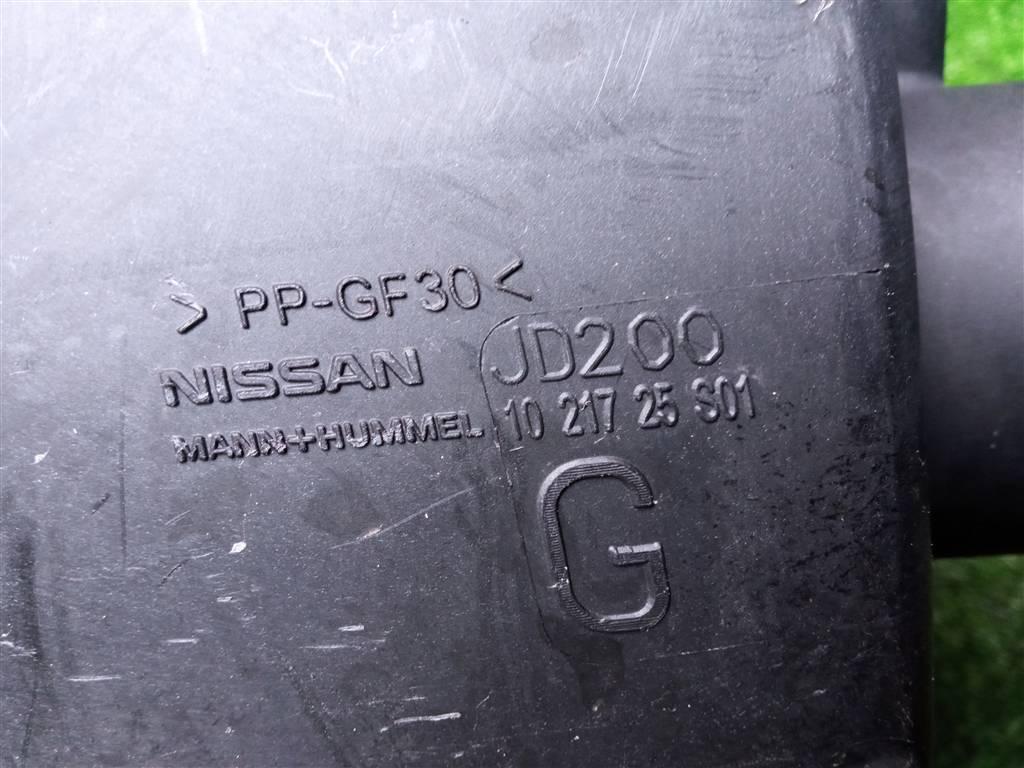 > PP-GF30 <
NISSAN
MANN+HUMMEL
JD200
10 217 25 S01
G